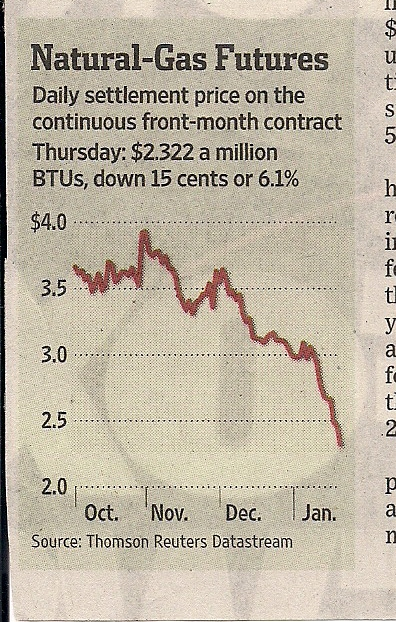 Natural-Gas Futures
Daily settlement price on the
continuous front-month contract
Thursday: $2.322 a million
BTUs, down 15 cents or 6.1%
$4.0
3.5
3.0
2.5
2.0
Oct. Nov. Dec. Jan.
Source: Thomson Reuters Datastream